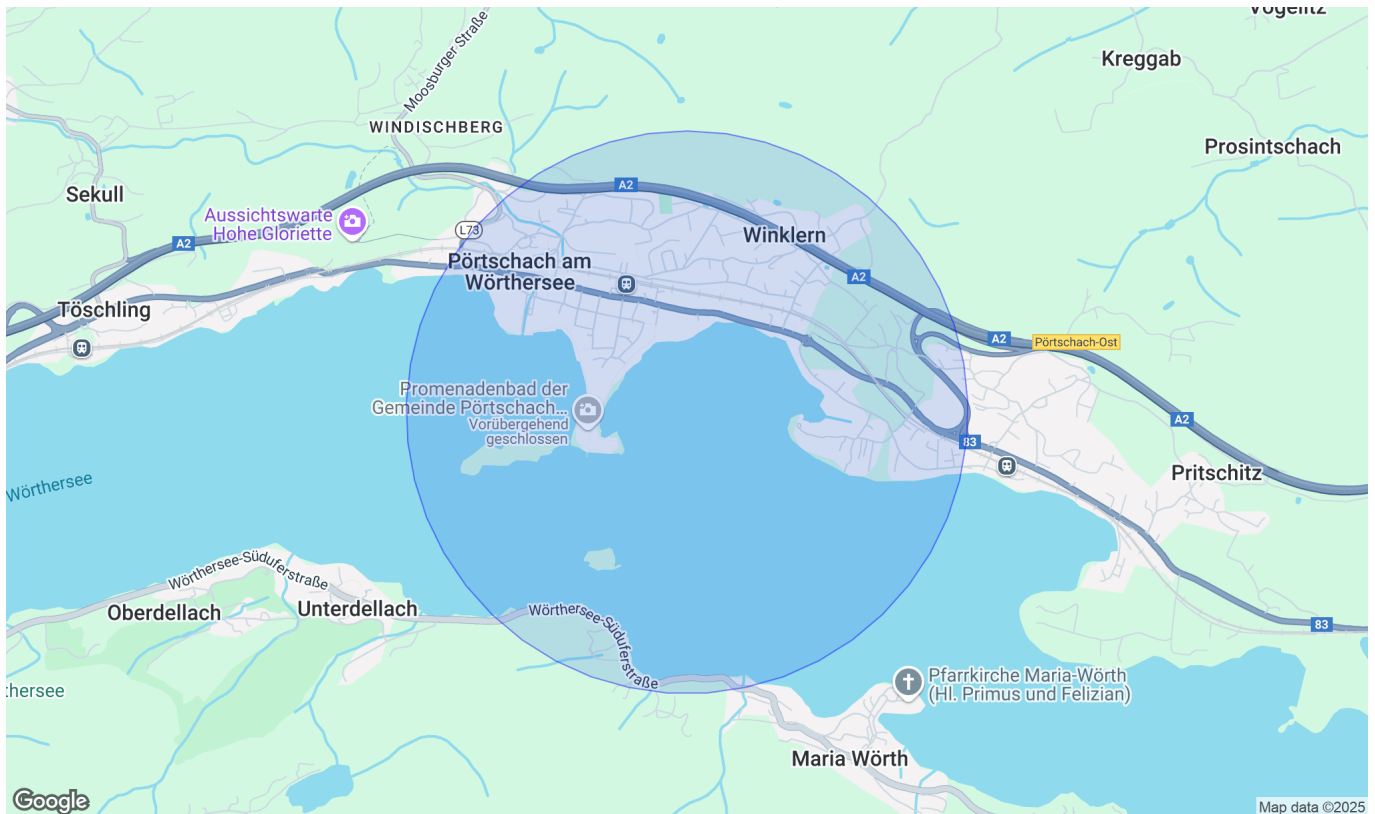 Vogelitz
Kreggab
Moosburger Straße
WINDISCHBERG
Prosintschach
Sekull
A2
Aussichtswarte
Hohe Gloriette
L73
Winklern
A2
Pörtschach am
Wörthersee
A2
Töschling
A2
Pörtschach-Ost
Promenadenbad der
Gemeinde Pörtschach...
Vorübergehend
geschlossen
A2
83
Pritschitz
Wörthersee
Wörthersee-Süduferstraße
Oberdellach
Unterdellach
Wörthersee-Süduferstraße
83
Pfarrkirche Maria-Wörth
(Hl. Primus und Felizian)
thersee
Maria Wörth
Google
Map data ©2025